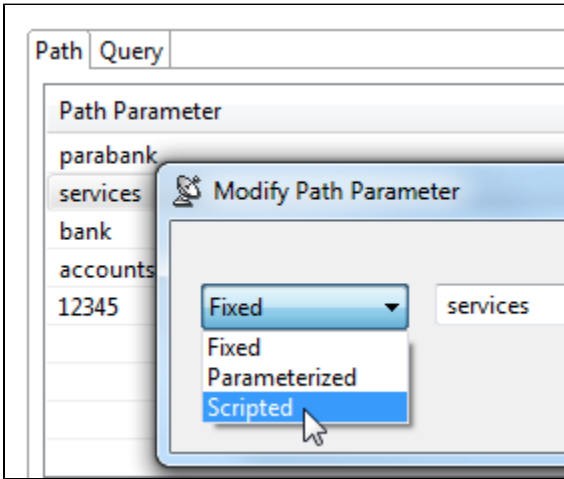 Path Query
Path Parameter
parabank
services
Modify Path Parameter
bank
accounts
12345
Fixed
services
Fixed
Parameterized
Scripted